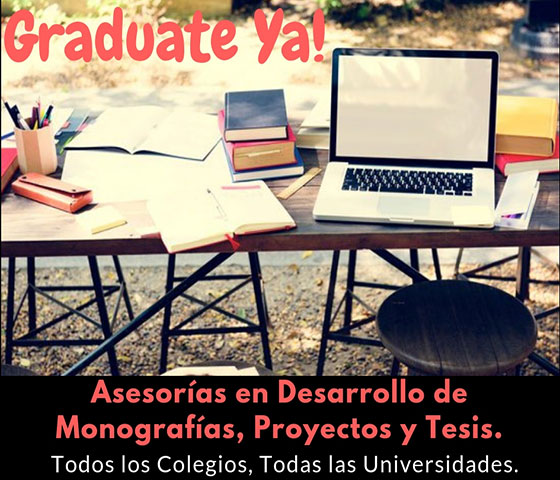 Graduate Ya!
Asesorías en Desarrollo de
Monografías, Proyectos y Tesis.
Todos los Colegios, Todas las Universidades.